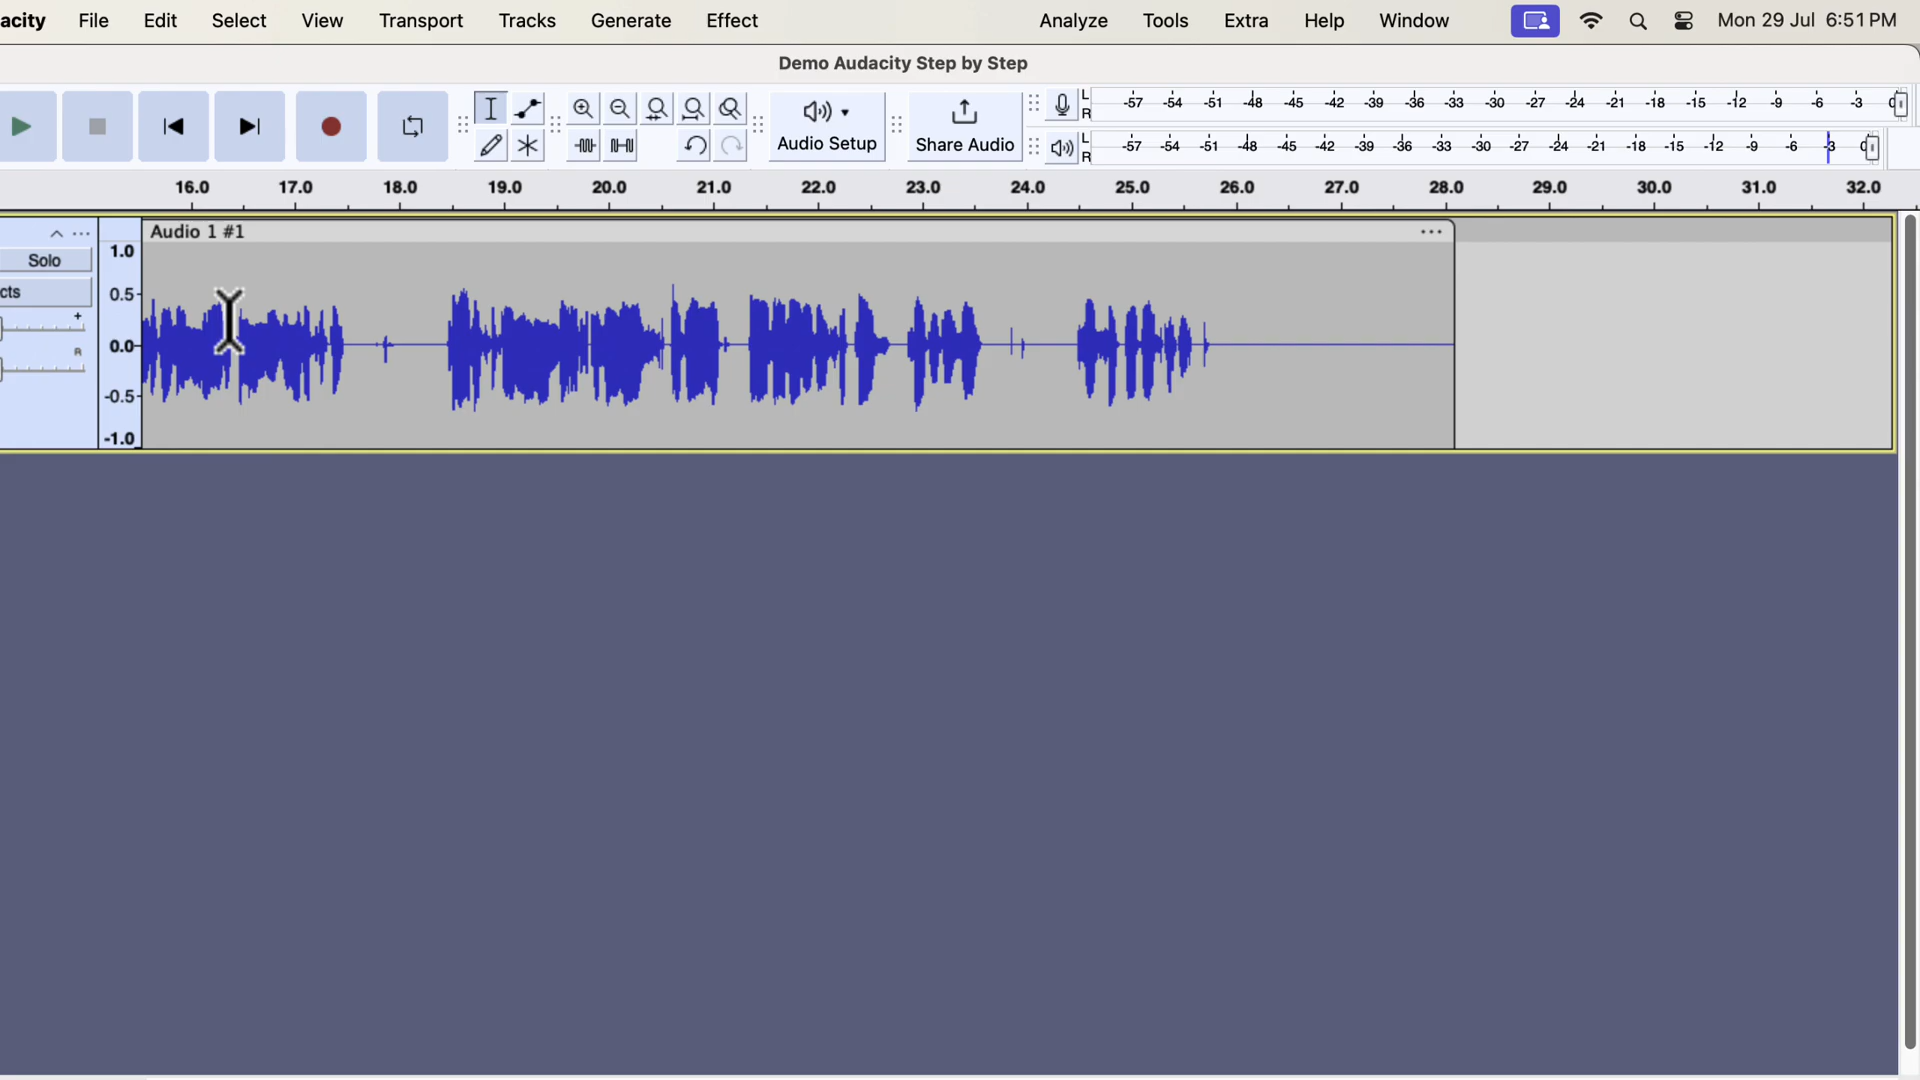 acity File Edit Select View Transport Tracks Generate Effect Analyze Tools Extra Help Window Mon 29 Jul 6:51 PM
Demo Audacity Step by Step
L -57 -54 -51 -48 -45 -42 -39 -36 -33 -30 -27 -24 -21 -18 -15 -12 -9 -6 -3 0
R
Audio Setup Share Audio
L -57 -54 -51 -48 -45 -42 -39 -36 -33 -30 -27 -24 -21 -18 -15 -12 -9 -6 -3 0
R
16.0 17.0 18.0 19.0 20.0 21.0 22.0 23.0 24.0 25.0 26.0 27.0 28.0 29.0 30.0 31.0 32.0
Audio 1 #1
1.0
Solo
cts
0.5
+
0.0
R
-0.5
-1.0